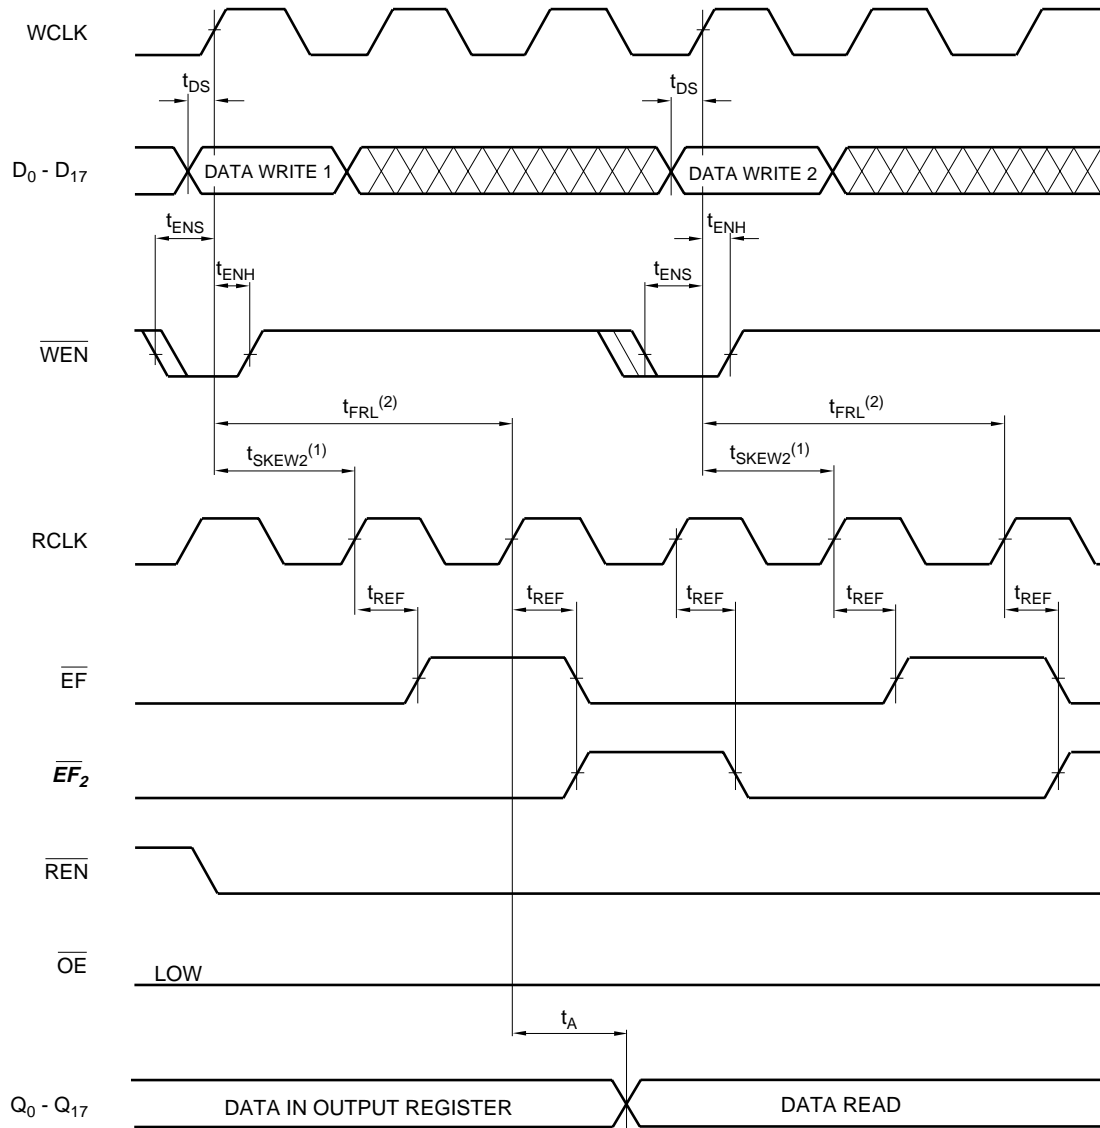 WCLK
tDS tDS
D0 - D17 DATA WRITE 1 DATA WRITE 2
tENS tENH
tENH tENS
WEN
tFRL(2) tFRL(2)
tSKEW2(1) tSKEW2(1)
RCLK
tREF tREF tREF tREF tREF
EF
EF2
REN
OE LOW
tA
Q0 - Q17 DATA IN OUTPUT REGISTER DATA READ